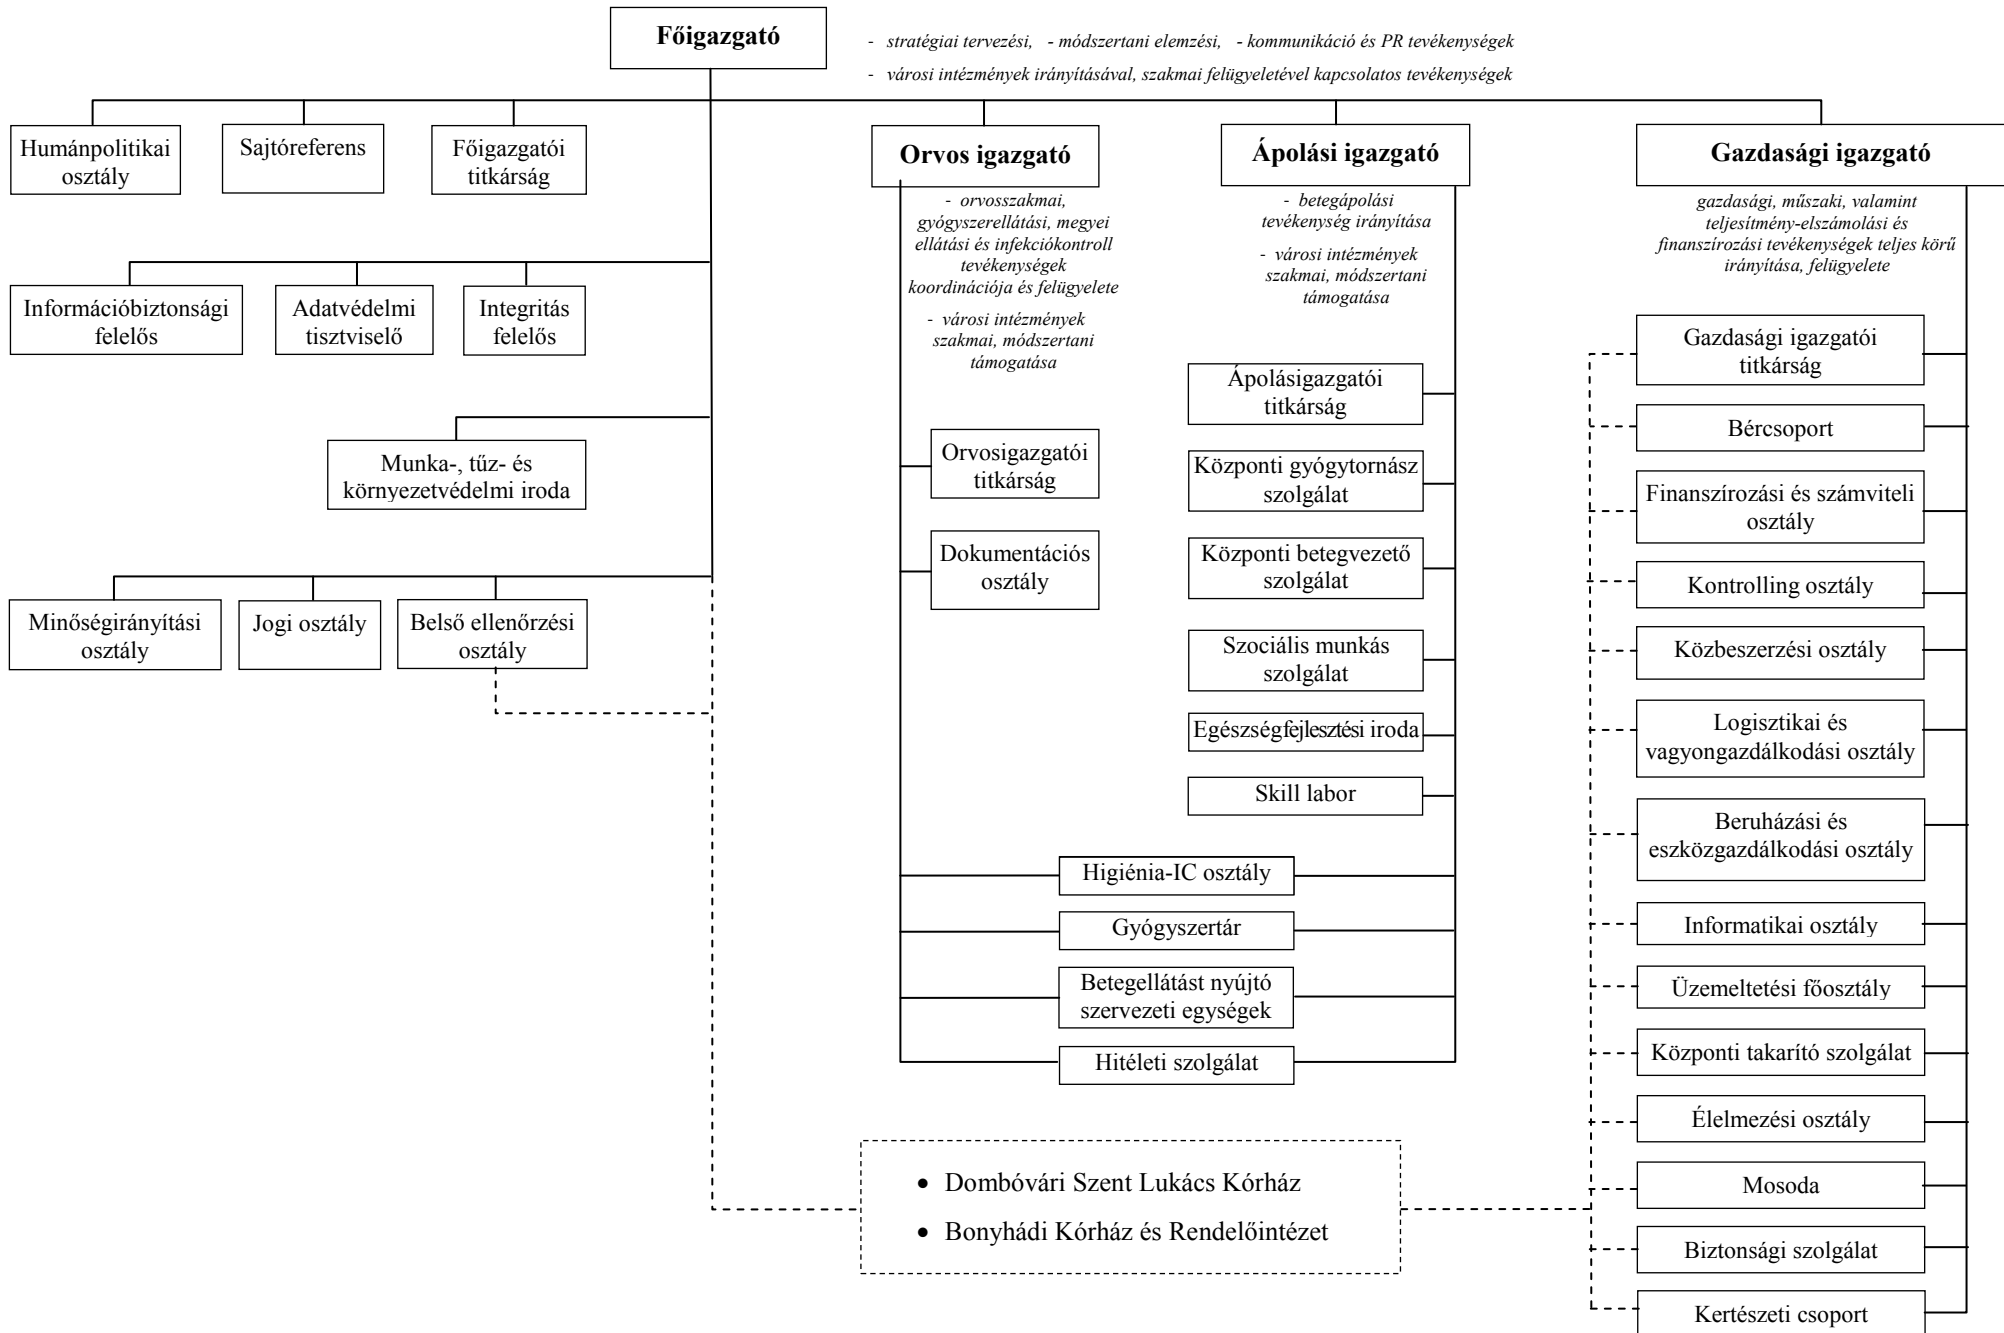 Főigazgató
- stratégiai tervezési, - módszertani elemzési, - kommunikáció és PR tevékenységek
- városi intézmények irányításával, szakmai felügyeletével kapcsolatos tevékenységek
Humánpolitikai
osztály
Sajtóreferens
Főigazgatói
titkárság
Orvos igazgató
Ápolási igazgató
Gazdasági igazgató
- orvosszakmai,
gyógyszerellátási, megyei
ellátási és infekciókontroll
tevékenységek
koordinációja és felügyelete
- városi intézmények
szakmai, módszertani
támogatása
- betegápolási
tevékenység irányítása
- városi intézmények
szakmai, módszertani
támogatása
gazdasági, műszaki, valamint
teljesítmény-elszámolási és
finanszírozási tevékenységek teljes körű
irányítása, felügyelete
Információbiztonsági
felelős
Adatvédelmi
tisztviselő
Integritás
felelős
Munka-, tűz- és
környezetvédelmi iroda
Minőségirányítási
osztály
Jogi osztály
Belső ellenőrzési
osztály
Orvosigazgatói
titkárság
Dokumentációs
osztály
Ápolásigazgatói
titkárság
Központi gyógytornász
szolgálat
Központi betegvezető
szolgálat
Szociális munkás
szolgálat
Egészségfejlesztési iroda
Skill labor
Higiénia-IC osztály
Gyógyszertár
Betegellátást nyújtó
szervezeti egységek
Hitéleti szolgálat
Gazdasági igazgatói
titkárság
Bércsoport
Finanszírozási és számviteli
osztály
Kontrolling osztály
Közbeszerzési osztály
Logisztikai és
vagyongazdálkodási osztály
Beruházási és
eszközgazdálkodási osztály
Informatikai osztály
Üzemeltetési főosztály
Központi takarító szolgálat
Élelmezési osztály
Mosoda
Biztonsági szolgálat
Kertészeti csoport
• Dombóvári Szent Lukács Kórház
• Bonyhádi Kórház és Rendelőintézet